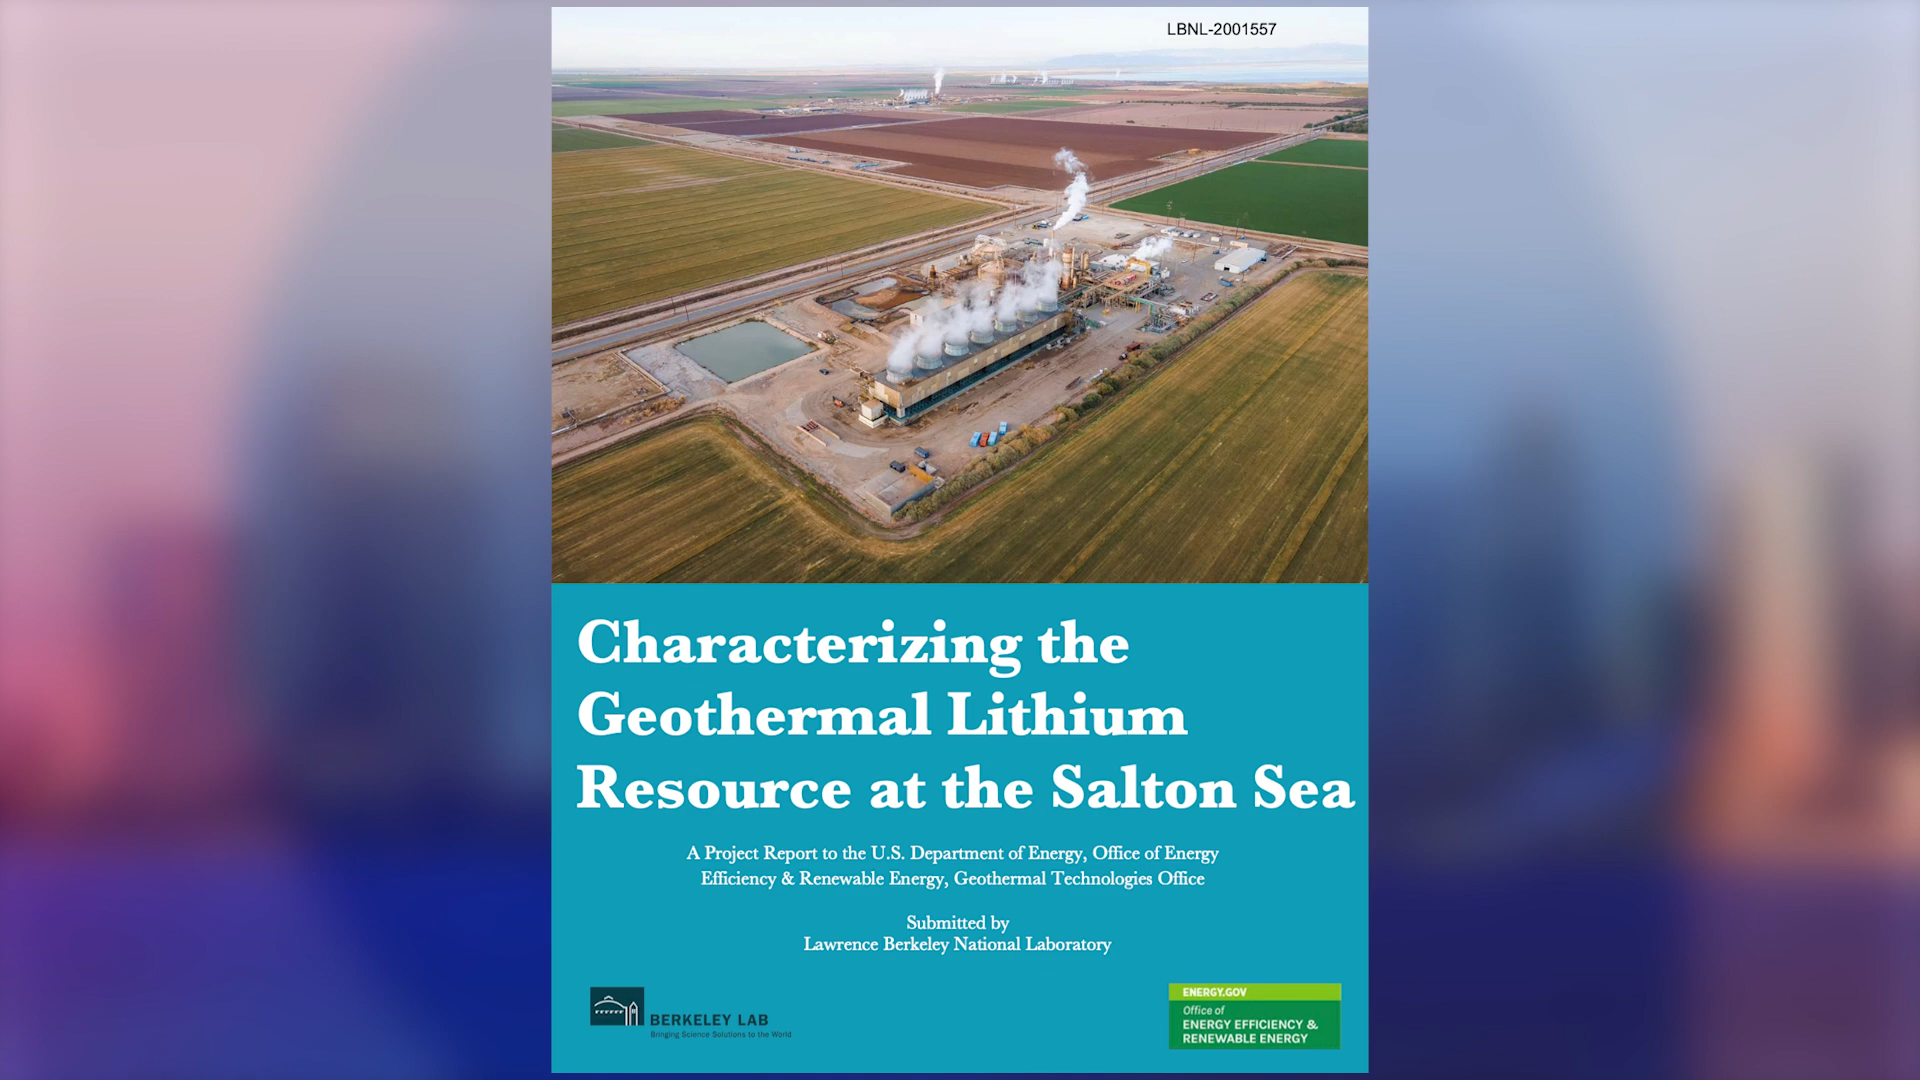 LBNL-2001557
Characterizing the
Geothermal Lithium
Resource at the Salton Sea
A Project Report to the U.S. Department of Energy, Office of Energy
Efficiency & Renewable Energy, Geothermal Technologies Office
Submitted by
Lawrence Berkeley National Laboratory
BERKELEY LAB
Bringing Science Solutions to the World
ENERGY.GOV
Office of
ENERGY EFFICIENCY &
RENEWABLE ENERGY